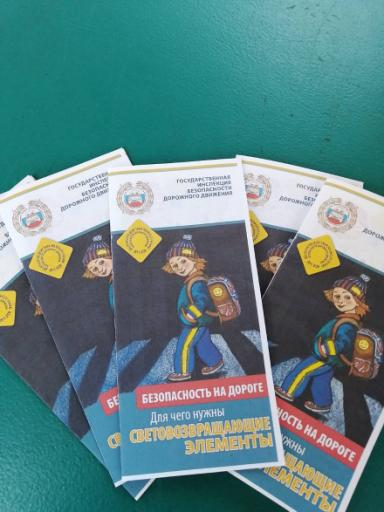 ГОСУДАРСТВЕННАЯ
ИНСПЕКЦИЯ
БЕЗОПАСНОСТИ
ДОРОЖНОГО ДВИЖЕНИЯ
БЕЗОПАСНОСТЬ НА ДОРОГЕ
Для чего нужны
СВЕТОВОЗВРАЩАЮЩИЕ
ЭЛЕМЕНТЫ